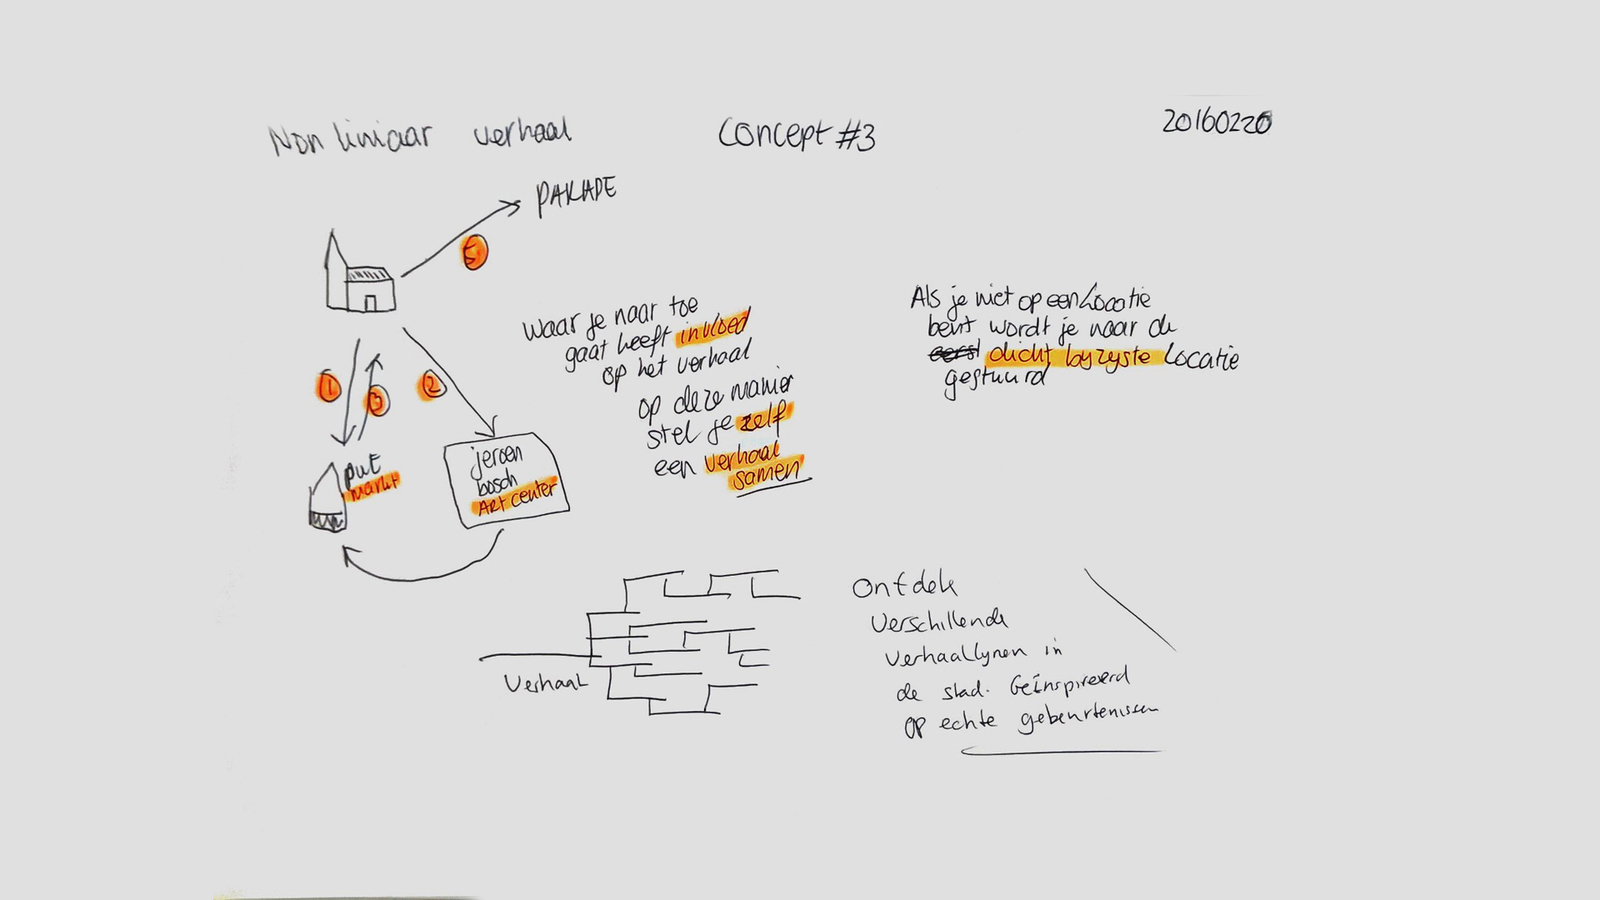 Non liniaar verhaal
Concept #3
20160220
PARADE
5
1
3
2
put
markt
jeroen
bosch
ARt center
waar je naar toe
gaat heeft invloed
op het verhaal
op deze manier
stel je zelf
een verhaal
samen
Als je niet op een Locatie
bent wordt je naar de
eerst dicht byzyste Locatie
gestuurd
Verhaal
Ontdek
Verschillende
Verhaallynen in
de stad. Geïnspireerd
op echte gebeurtenissen